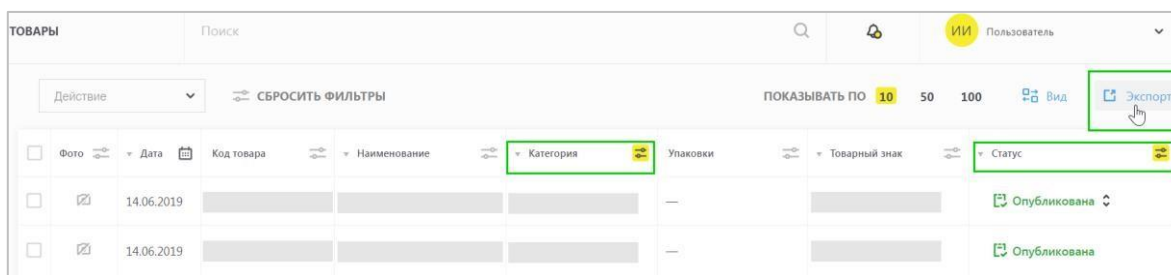 ТОВАРЫ Поиск ИИ Пользователь
Действие СБРОСИТЬ ФИЛЬТРЫ ПОКАЗЫВАТЬ ПО 10 50 100 Вид Экспорт
Фото Дата Код товара Наименование Категория Упаковки Товарный знак Статус
14.06.2019 — Опубликована
14.06.2019 — Опубликована